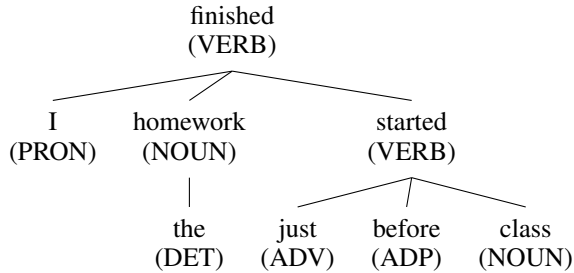 finished
(VERB)
I homework started
(PRON) (NOUN) (VERB)
the just before class
(DET) (ADV) (ADP) (NOUN)